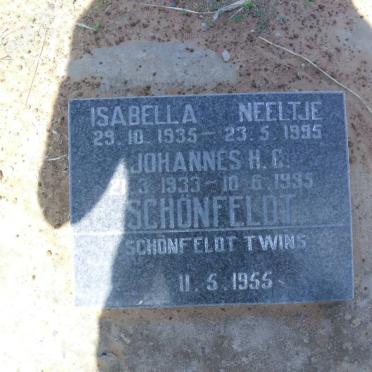 ISABELLA NEELTJE
29.10.1935 – 23.5.1995
JOHANNES H.C.
3.1933 – 10.6.1995
SCHÖNFELDT
SCHÖNFELDT TWINS
11.5.1955